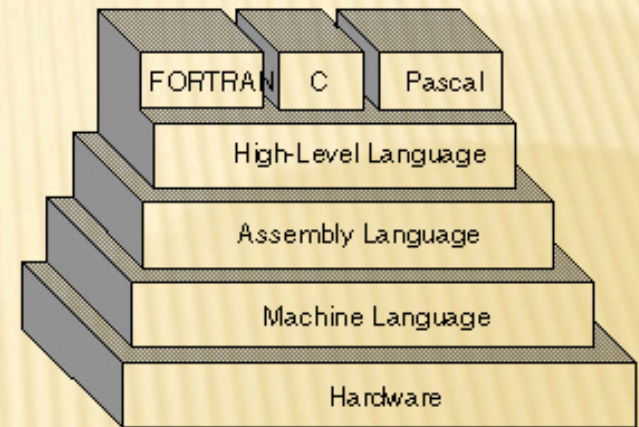 FORTRAN C Pascal
High-Level Language
Assembly Language
Machine Language
Hardware